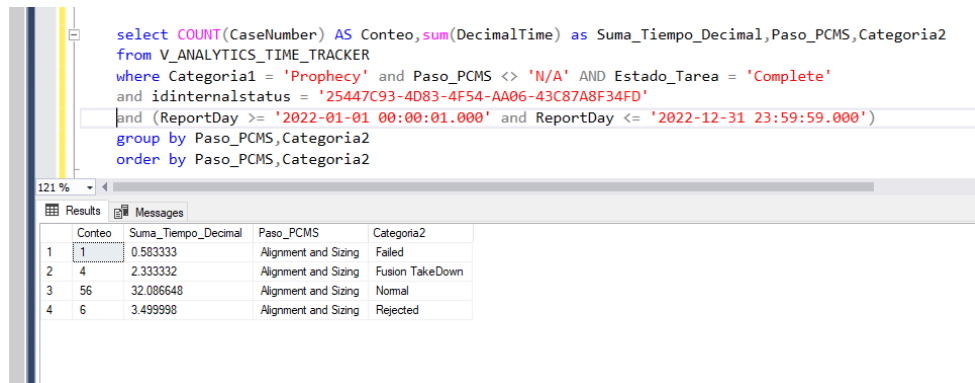 select COUNT(CaseNumber) AS Conteo,sum(DecimalTime) as Suma_Tiempo_Decimal,Paso_PCMS,Categoria2
from V_ANALYTICS_TIME_TRACKER
where Categoria1 = 'Prophecy' and Paso_PCMS <> 'N/A' AND Estado_Tarea = 'Complete'
and idinternalstatus = '25447C93-4D83-4F54-AA06-43C87A8F34FD'
and (ReportDay >= '2022-01-01 00:00:01.000' and ReportDay <= '2022-12-31 23:59:59.000')
group by Paso_PCMS,Categoria2
order by Paso_PCMS,Categoria2
121 %
Results Messages
Conteo Suma_Tiempo_Decimal Paso_PCMS Categoria2
1 1 0.583333 Alignment and Sizing Failed
2 4 2.333332 Alignment and Sizing Fusion TakeDown
3 56 32.086648 Alignment and Sizing Normal
4 6 3.499998 Alignment and Sizing Rejected